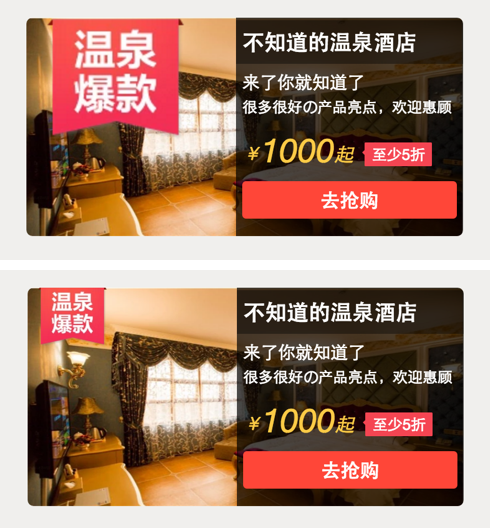 温泉
爆款
不知道的温泉酒店
来了你就知道了
很多很好の产品亮点，欢迎惠顾
¥1000起 至少5折
去抢购
温泉
爆款
不知道的温泉酒店
来了你就知道了
很多很好の产品亮点，欢迎惠顾
¥1000起 至少5折
去抢购